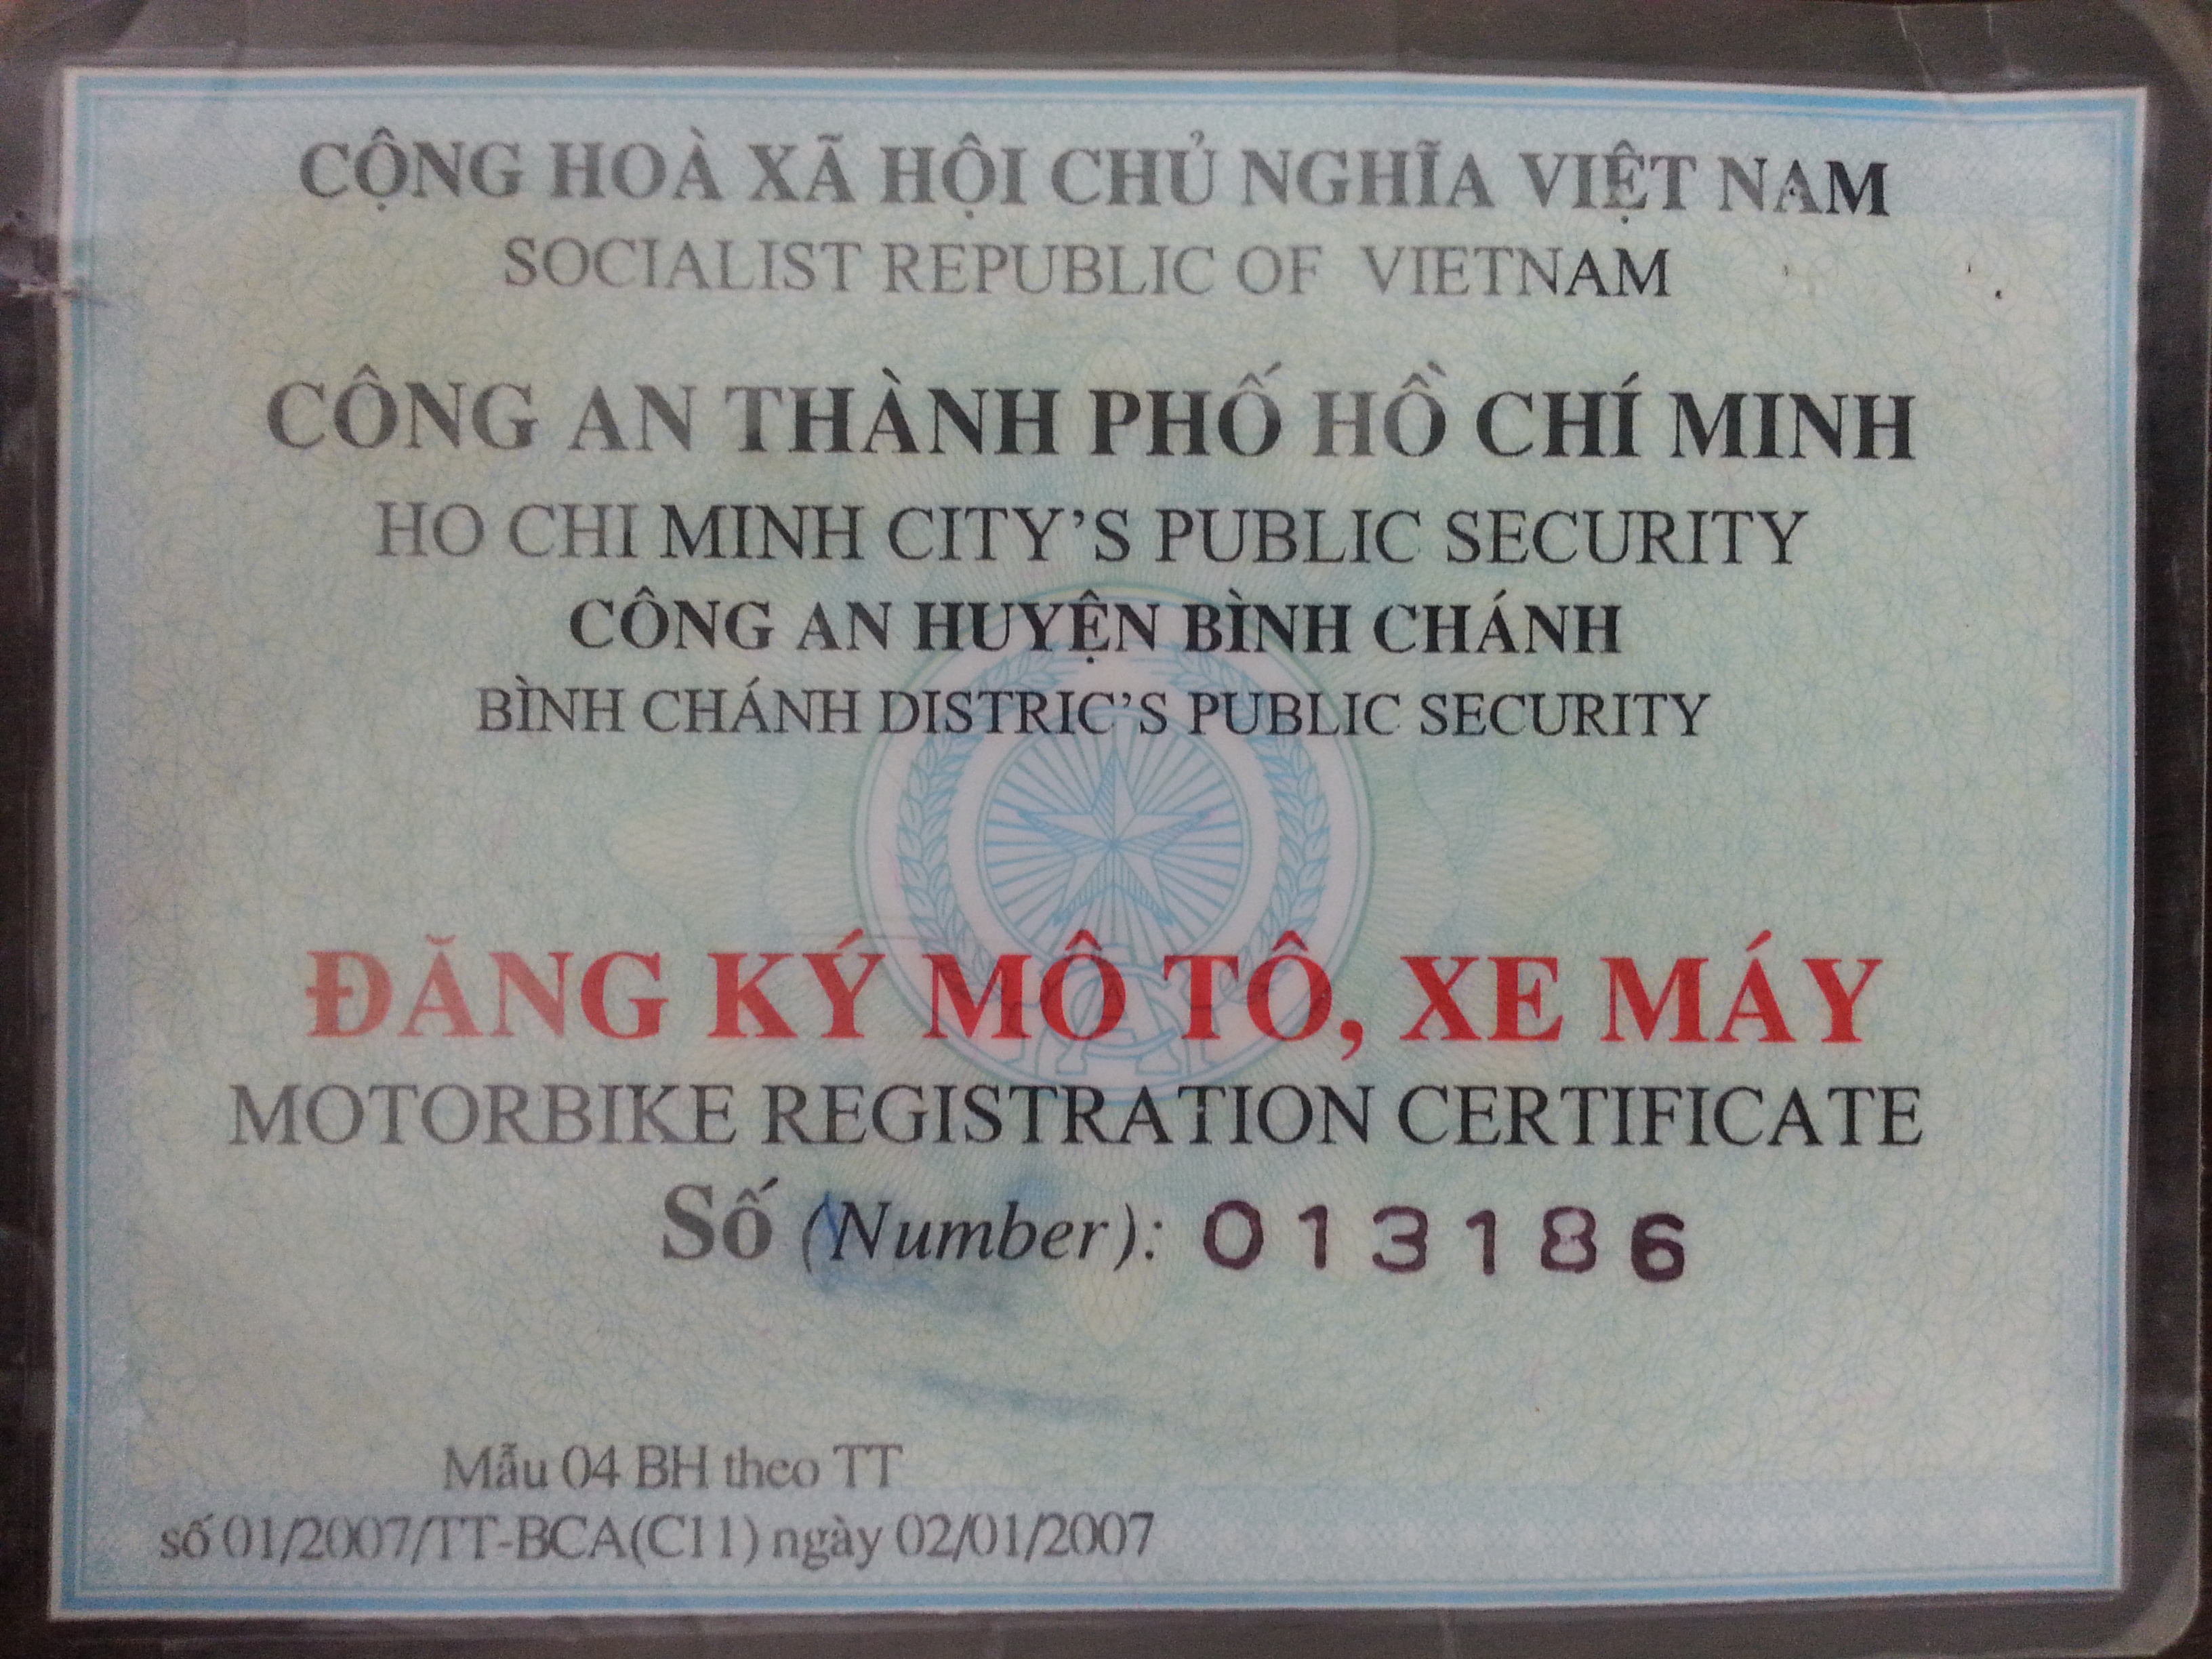 CỘNG HOÀ XÃ HỘI CHỦ NGHĨA VIỆT NAM
SOCIALIST REPUBLIC OF VIETNAM
CÔNG AN THÀNH PHỐ HỒ CHÍ MINH
HO CHI MINH CITY'S PUBLIC SECURITY
CÔNG AN HUYỆN BÌNH CHÁNH
BÌNH CHÁNH DISTRIC'S PUBLIC SECURITY
ĐĂNG KÝ MÔ TÔ, XE MÁY
MOTORBIKE REGISTRATION CERTIFICATE
Số (Number): 013186
Mẫu 04 BH theo TT
số 01/2007/TT-BCA(C11) ngày 02/01/2007